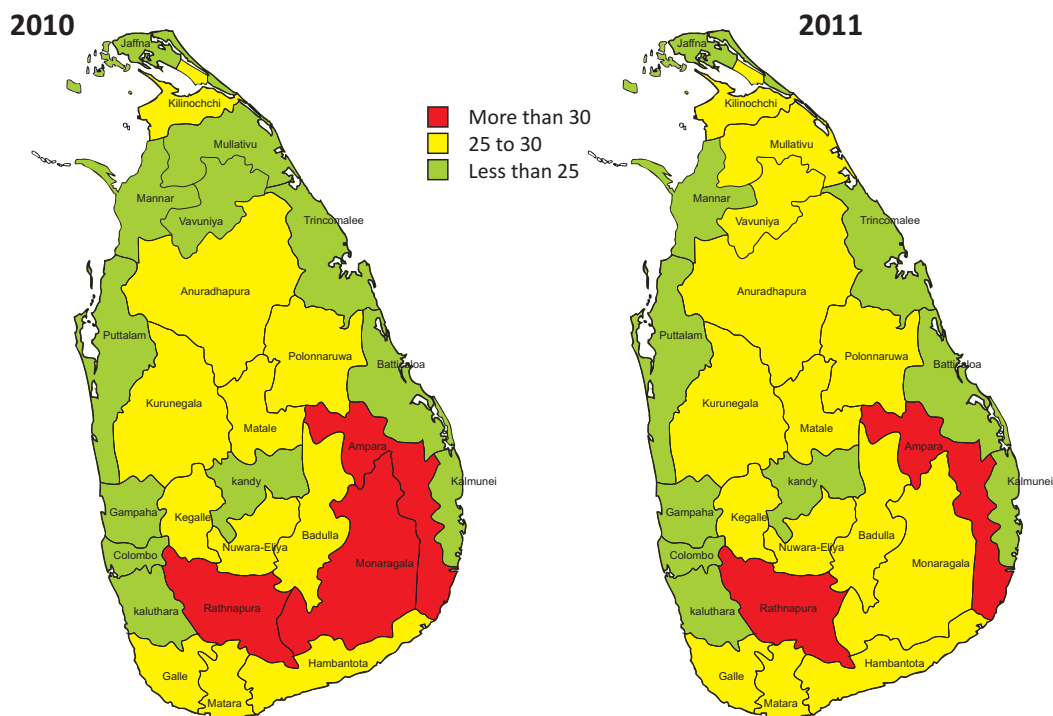 2010
2011
Jaffna
Kilinochchi
Mullativu
Mannar
Vavuniya
Trincomalee
Anuradhapura
Puttalam
Polonnaruwa
Batticaloa
Kurunegala
Matale
Ampara
kandy
Kalmunei
Gampaha
Kegalle
Badulla
Colombo
Nuwara-Eliya
Monaragala
kaluthara
Rathnapura
Hambantota
Galle
Matara
More than 30
25 to 30
Less than 25
Jaffna
Kilinochchi
Mullativu
Mannar
Vavuniya
Trincomalee
Anuradhapura
Puttalam
Polonnaruwa
Batticaloa
Kurunegala
Matale
Ampara
kandy
Kalmunei
Gampaha
Kegalle
Badulla
Colombo
Nuwara-Eliya
Monaragala
kaluthara
Rathnapura
Hambantota
Galle
Matara